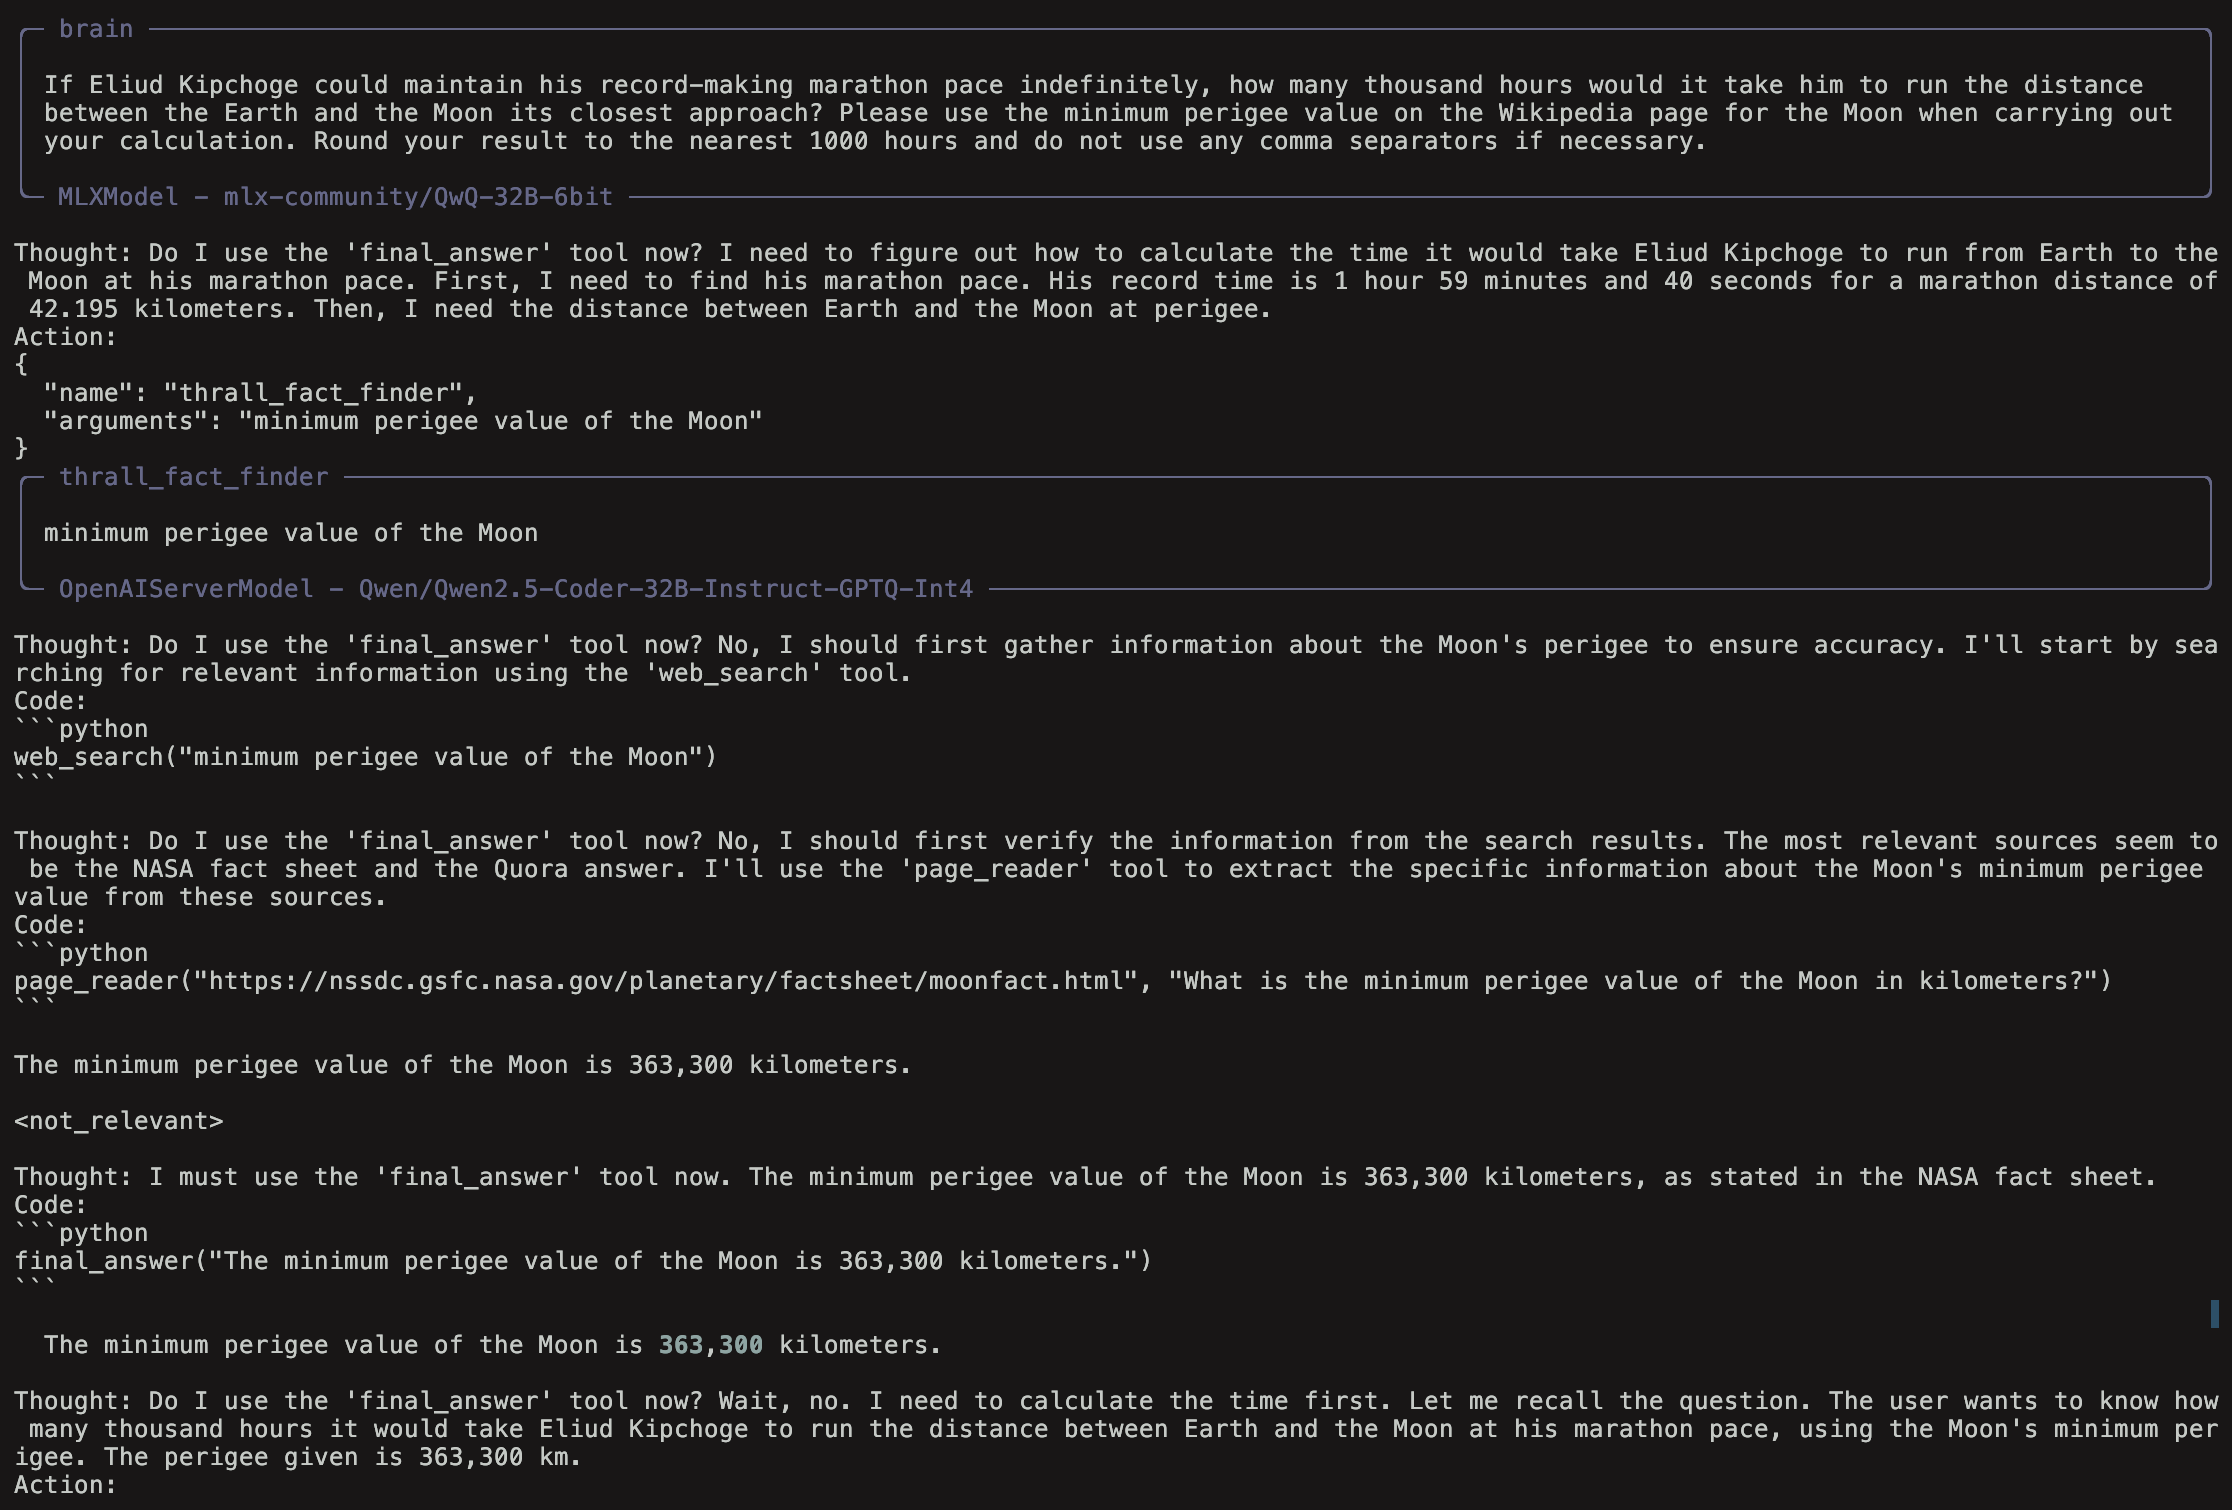 brain
If Eliud Kipchoge could maintain his record-making marathon pace indefinitely, how many thousand hours would it take him to run the distance
between the Earth and the Moon its closest approach? Please use the minimum perigee value on the Wikipedia page for the Moon when carrying out
your calculation. Round your result to the nearest 1000 hours and do not use any comma separators if necessary.
MLXModel - mlx-community/QwQ-32B-6bit
Thought: Do I use the 'final_answer' tool now? I need to figure out how to calculate the time it would take Eliud Kipchoge to run from Earth to the
Moon at his marathon pace. First, I need to find his marathon pace. His record time is 1 hour 59 minutes and 40 seconds for a marathon distance of
42.195 kilometers. Then, I need the distance between Earth and the Moon at perigee.
Action:
{
"name": "thrall_fact_finder",
"arguments": "minimum perigee value of the Moon"
}
thrall_fact_finder
minimum perigee value of the Moon
OpenAIServerModel - Qwen/Qwen2.5-Coder-32B-Instruct-GPTQ-Int4
Thought: Do I use the 'final_answer' tool now? No, I should first gather information about the Moon's perigee to ensure accuracy. I'll start by sea
rching for relevant information using the 'web_search' tool.
Code:
```python
web_search("minimum perigee value of the Moon")
```
Thought: Do I use the 'final_answer' tool now? No, I should first verify the information from the search results. The most relevant sources seem to
be the NASA fact sheet and the Quora answer. I'll use the 'page_reader' tool to extract the specific information about the Moon's minimum perigee
value from these sources.
Code:
```python
page_reader("https://nssdc.gsfc.nasa.gov/planetary/factsheet/moonfact.html", "What is the minimum perigee value of the Moon in kilometers?")
```
The minimum perigee value of the Moon is 363,300 kilometers.
<not_relevant>
Thought: I must use the 'final_answer' tool now. The minimum perigee value of the Moon is 363,300 kilometers, as stated in the NASA fact sheet.
Code:
```python
final_answer("The minimum perigee value of the Moon is 363,300 kilometers.")
```
The minimum perigee value of the Moon is 363,300 kilometers.
Thought: Do I use the 'final_answer' tool now? Wait, no. I need to calculate the time first. Let me recall the question. The user wants to know how
many thousand hours it would take Eliud Kipchoge to run the distance between Earth and the Moon at his marathon pace, using the Moon's minimum per
igee. The perigee given is 363,300 km.
Action: